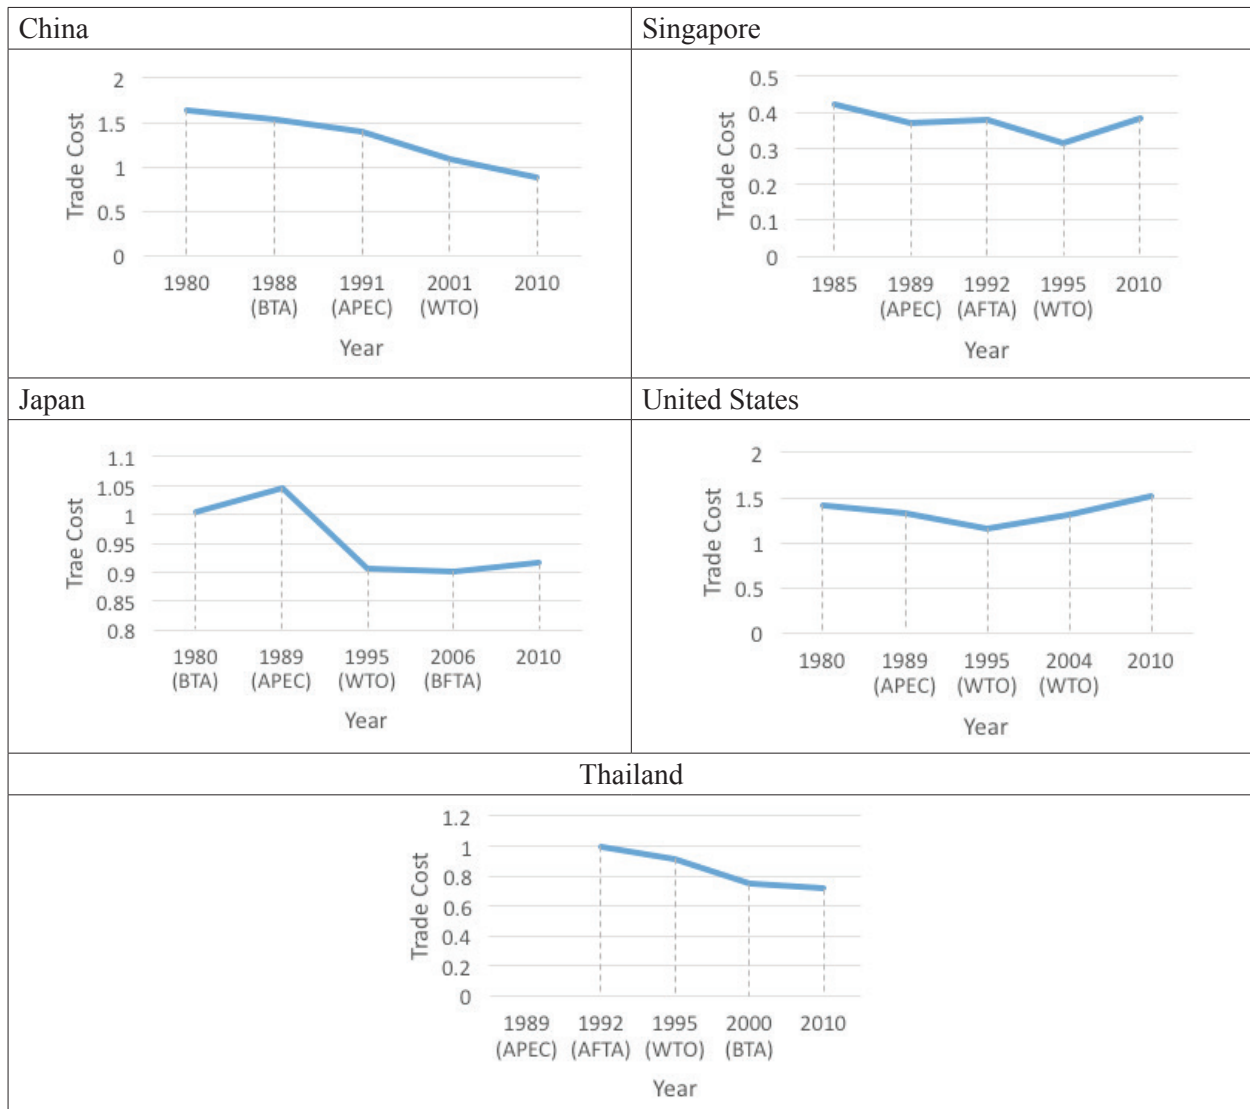 China
Trade Cost
2
1.5
1
0.5
0
1980 1988 1991 2001 2010
(BTA) (APEC) (WTO)
Year
Singapore
Trade Cost
0.5
0.4
0.3
0.2
0.1
0
1985 1989 1992 1995 2010
(APEC) (AFTA) (WTO)
Year
Japan
Trae Cost
1.1
1.05
1
0.95
0.9
0.85
0.8
1980 1989 1995 2006 2010
(BTA) (APEC) (WTO) (BFTA)
Year
United States
Trade Cost
2
1.5
1
0.5
0
1980 1989 1995 2004 2010
(APEC) (WTO) (WTO)
Year
Thailand
Trade Cost
1.2
1
0.8
0.6
0.4
0.2
0
1989 1992 1995 2000 2010
(APEC) (AFTA) (WTO) (BTA)
Year